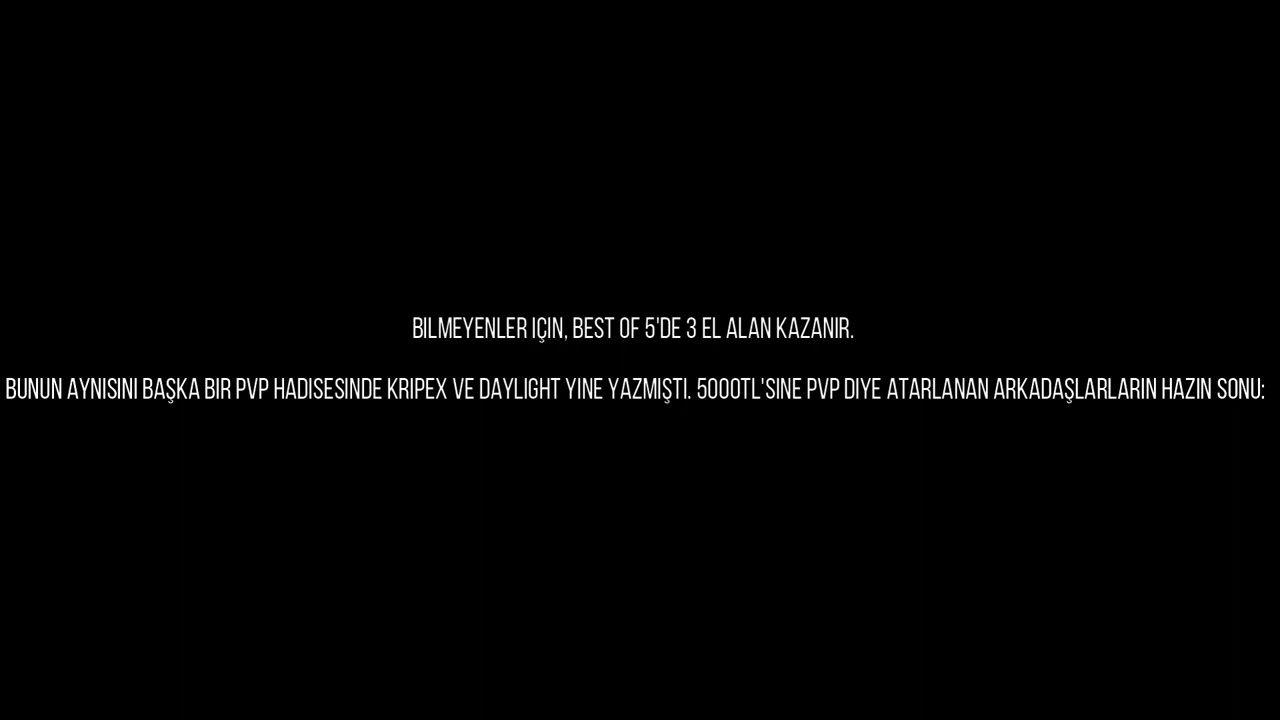 BILMEYENLER IÇIN, BEST OF 5'DE 3 EL ALAN KAZANIR.
BUNUN AYNISINI BAŞKA BIR PVP HADISESINDE KRIPEX VE DAYLIGHT YINE YAZMIŞTI. 5000TL'SINE PVP DIYE ATARLANAN ARKADAŞLARLARIN HAZIN SONU: